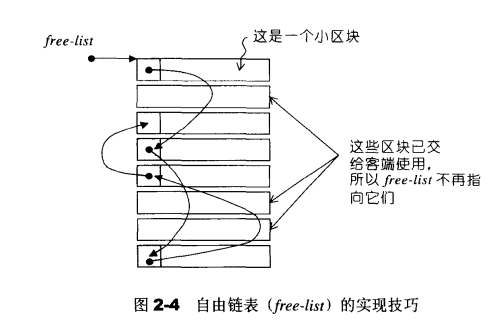 free-list
这是一个小区块
这些区块已交
给客端使用，
所以 free-list 不再指
向它们
图 2-4 自由链表（free-list）的实现技巧